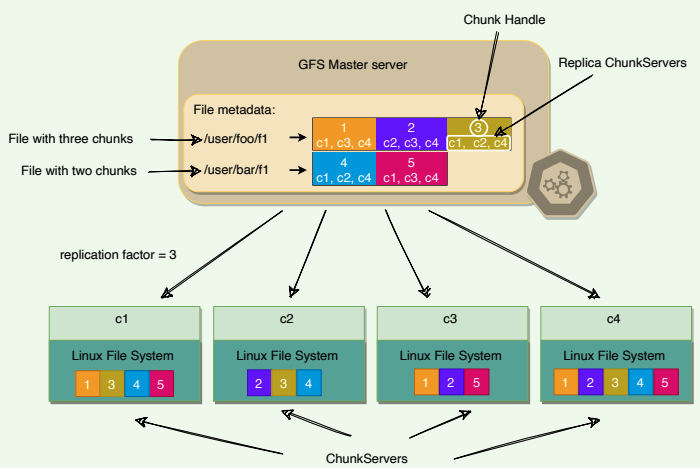 Chunk Handle
GFS Master server
Replica ChunkServers
File metadata:
File with three chunks
/user/foo/f1
1
c1, c3, c4
2
c2, c3, c4
3
c1, c2, c4
File with two chunks
/user/bar/f1
4
c1, c2, c4
5
c1, c3, c4
replication factor = 3
c1
Linux File System
1 3 4 5
c2
Linux File System
2 3 4
c3
Linux File System
1 2 5
c4
Linux File System
1 2 3 4 5
ChunkServers